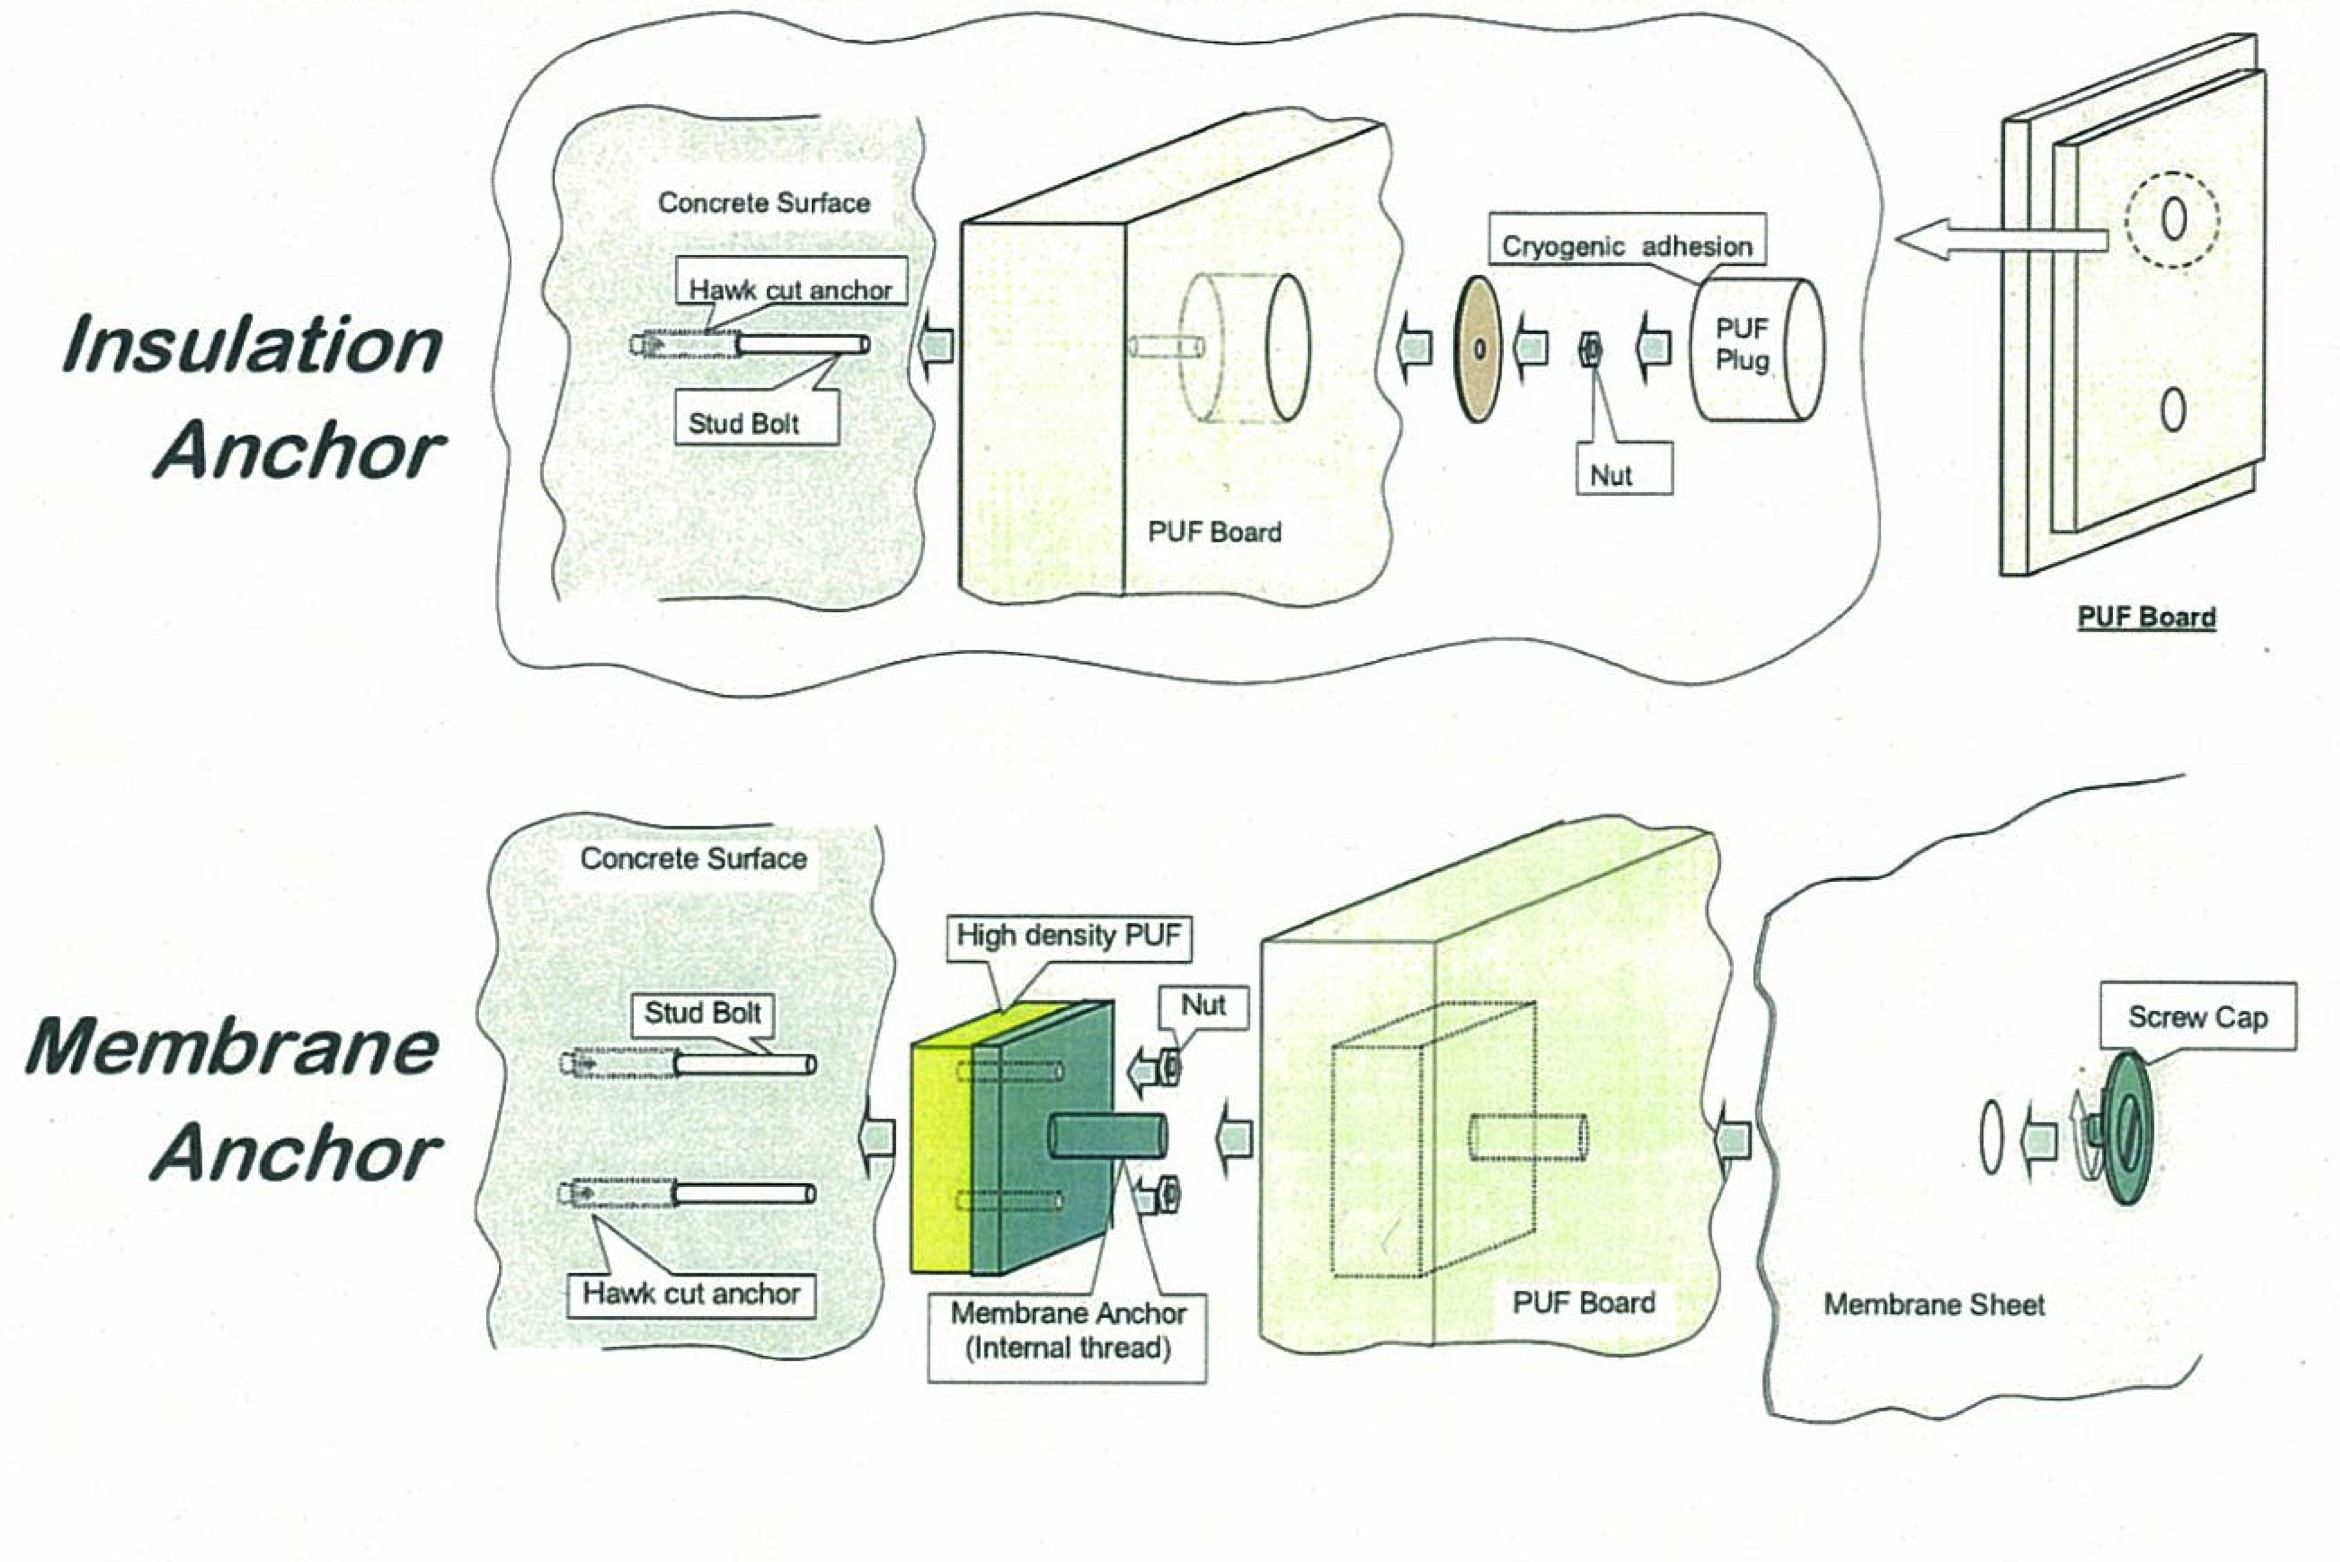 Insulation
Anchor
Concrete Surface
Hawk cut anchor
Stud Bolt
PUF Board
Cryogenic adhesion
PUF
Plug
Nut
PUF Board
Membrane
Anchor
Concrete Surface
Stud Bolt
Hawk cut anchor
High density PUF
Nut
Membrane Anchor
(Internal thread)
PUF Board
Screw Cap
Membrane Sheet